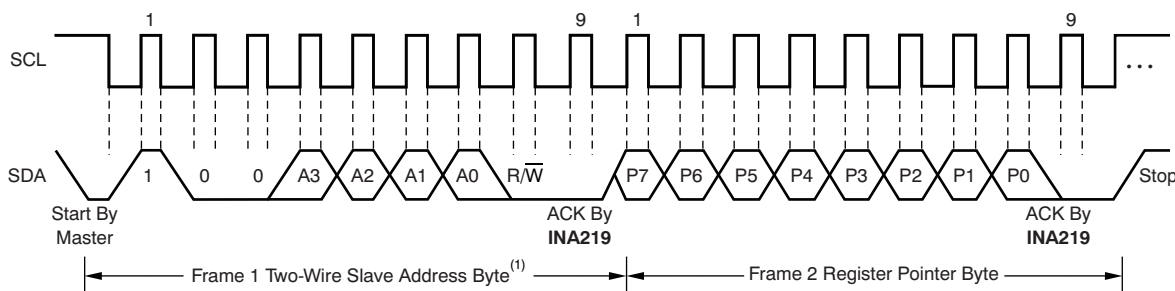 1 9 1 9
SCL
...
SDA 1 0 0 A3 A2 A1 A0 R/W̅ P7 P6 P5 P4 P3 P2 P1 P0 Stop
Start By ACK By ACK By
Master INA219 INA219
Frame 1 Two-Wire Slave Address Byte(1) Frame 2 Register Pointer Byte